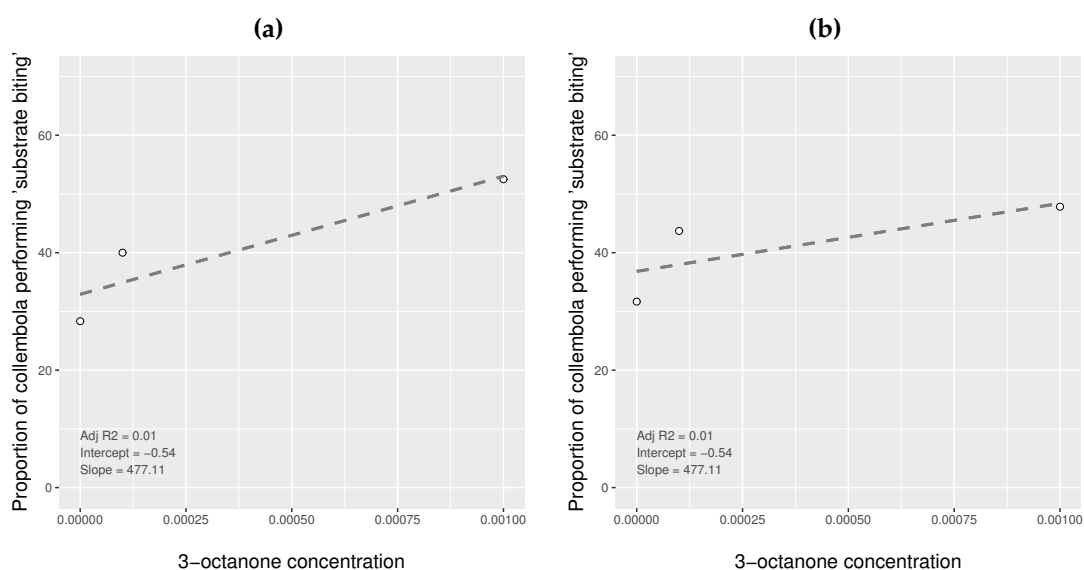 (a)
Proportion of collembola performing ’substrate biting’
60
40
20
0
Adj R2 = 0.01
Intercept = −0.54
Slope = 477.11
0.00000
0.00025
0.00050
0.00075
0.00100
3−octanone concentration
(b)
Proportion of collembola performing ’substrate biting’
60
40
20
0
Adj R2 = 0.01
Intercept = −0.54
Slope = 477.11
0.00000
0.00025
0.00050
0.00075
0.00100
3−octanone concentration